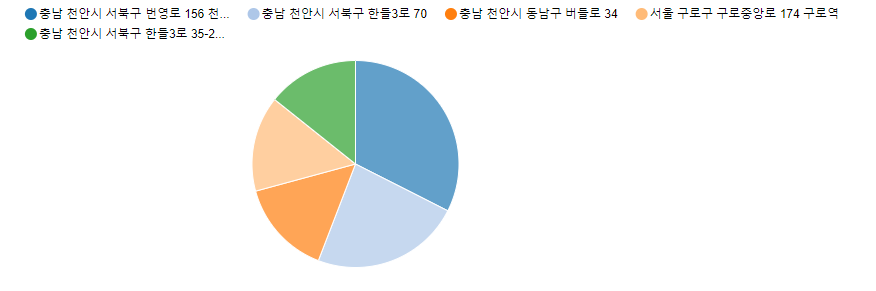 충남 천안시 서북구 번영로 156 천... 충남 천안시 서북구 한들3로 70 충남 천안시 동남구 버들로 34 서울 구로구 구로중앙로 174 구로역
충남 천안시 서북구 한들3로 35-2...